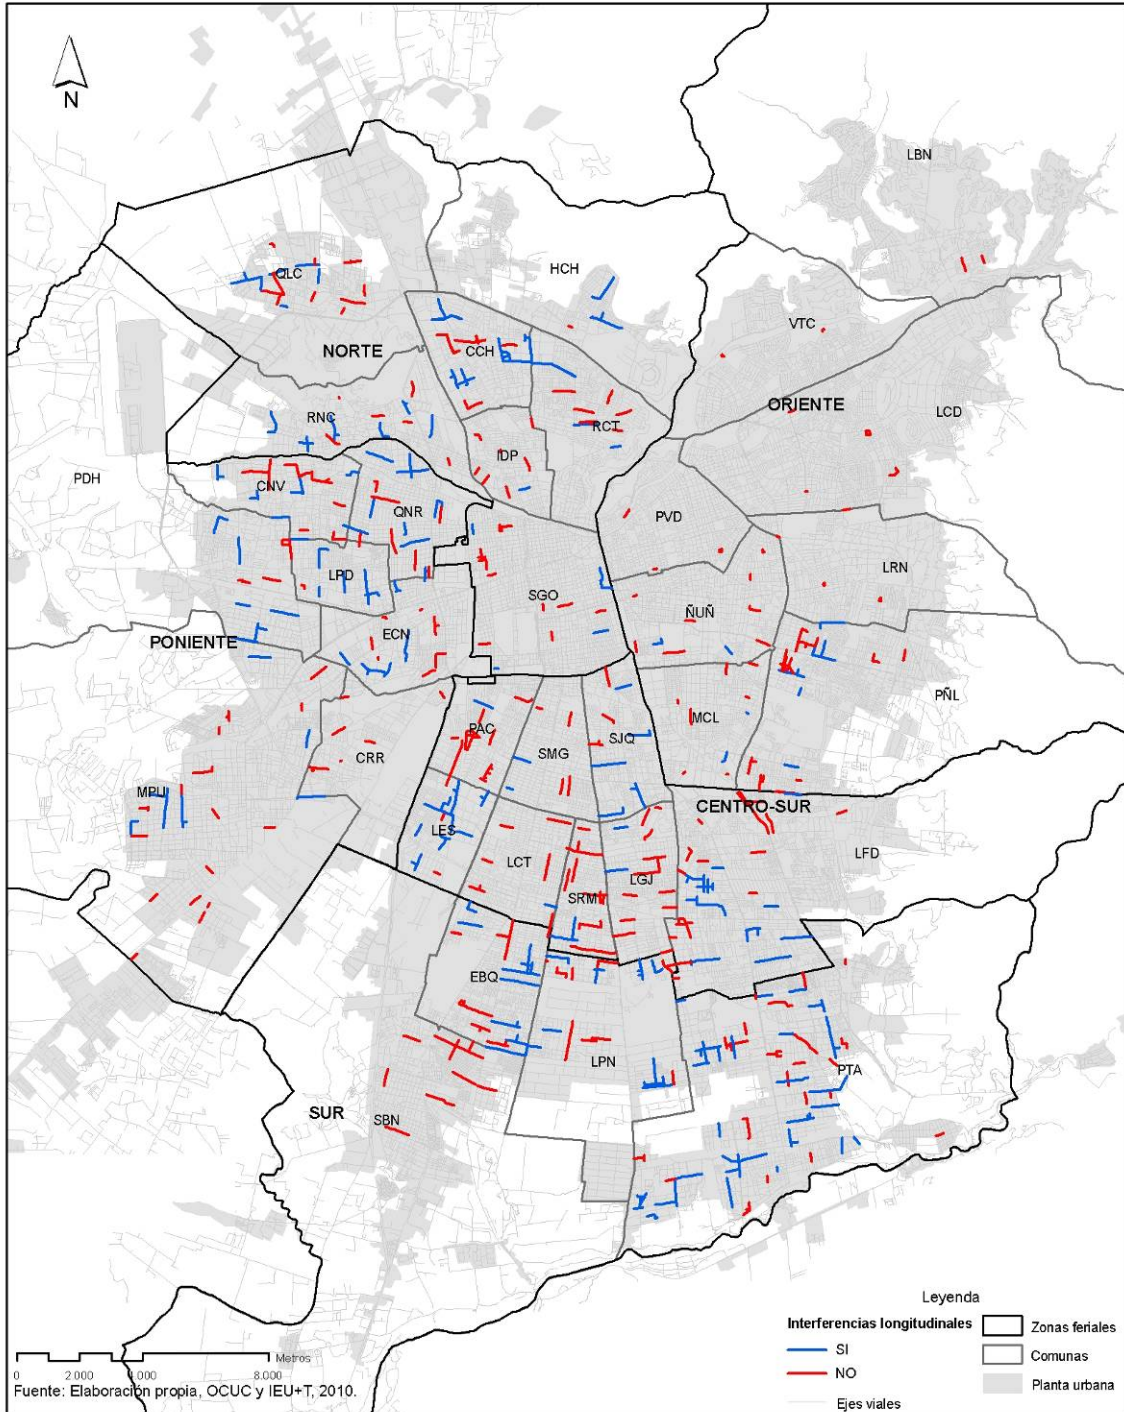 N
LBN
HCH
QLC
VTC
NORTE
CCH
ORIENTE
LCD
RNC
RCT
IDP
PDH
CNV
QNR
PVD
LRN
LPD
SGO
ÑUÑ
ECN
PONIENTE
PÑL
PAC
MCL
SJQ
SMG
CRR
MPU
CENTRO-SUR
LES
LFD
LCT
LGJ
SRM
EBQ
LPN
PTA
SUR
SBN
Leyenda
Interferencias longitudinales
SI
NO
Ejes viales
Zonas feriales
Comunas
Planta urbana
Metros
0 2.000 4.000 8.000
Fuente: Elaboración propia, OCUC y IEU+T, 2010.